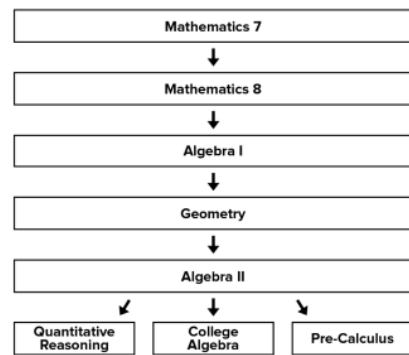 Mathematics 7
Mathematics 8
Algebra I
Geometry
Algebra II
Quantitative
Reasoning
College
Algebra
Pre-Calculus